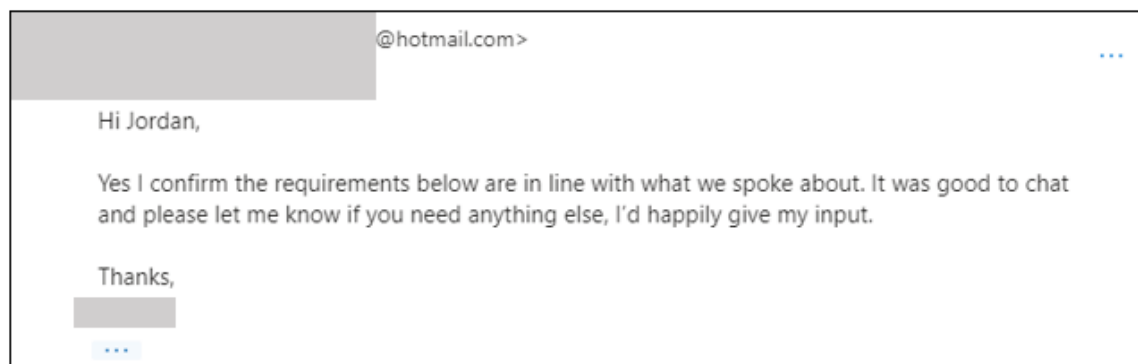 @hotmail.com>
Hi Jordan,
Yes I confirm the requirements below are in line with what we spoke about. It was good to chat
and please let me know if you need anything else, I'd happily give my input.
Thanks,